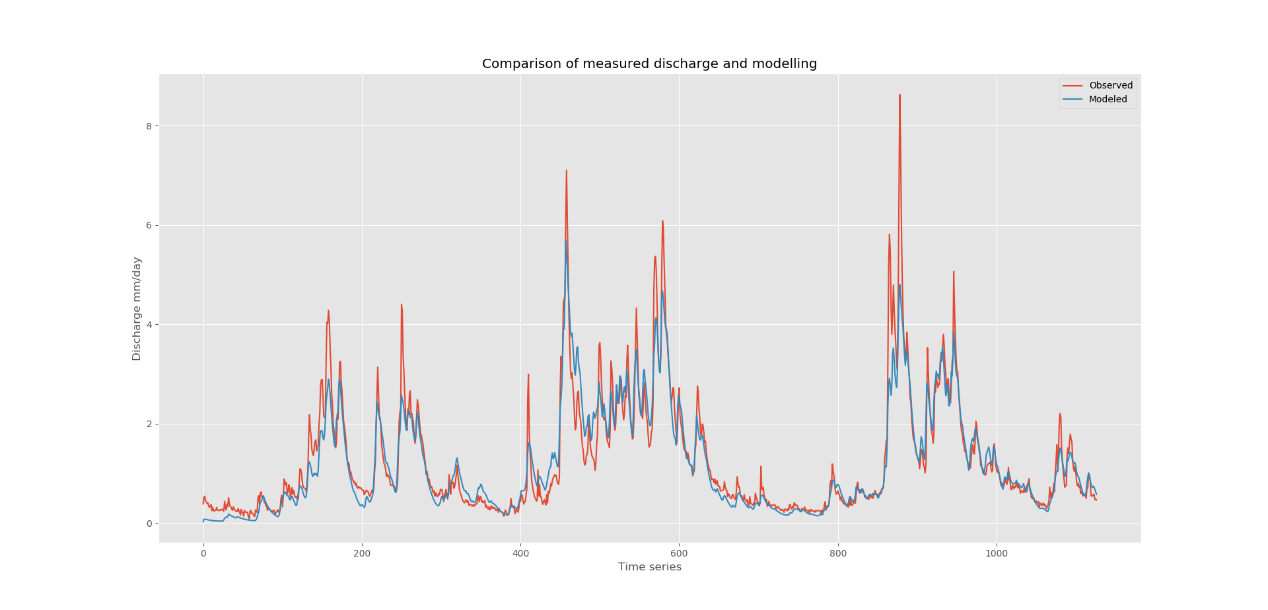 Comparison of measured discharge and modelling
Observed
Modeled
Discharge mm/day
8
6
4
2
0
0 200 400 600 800 1000
Time series